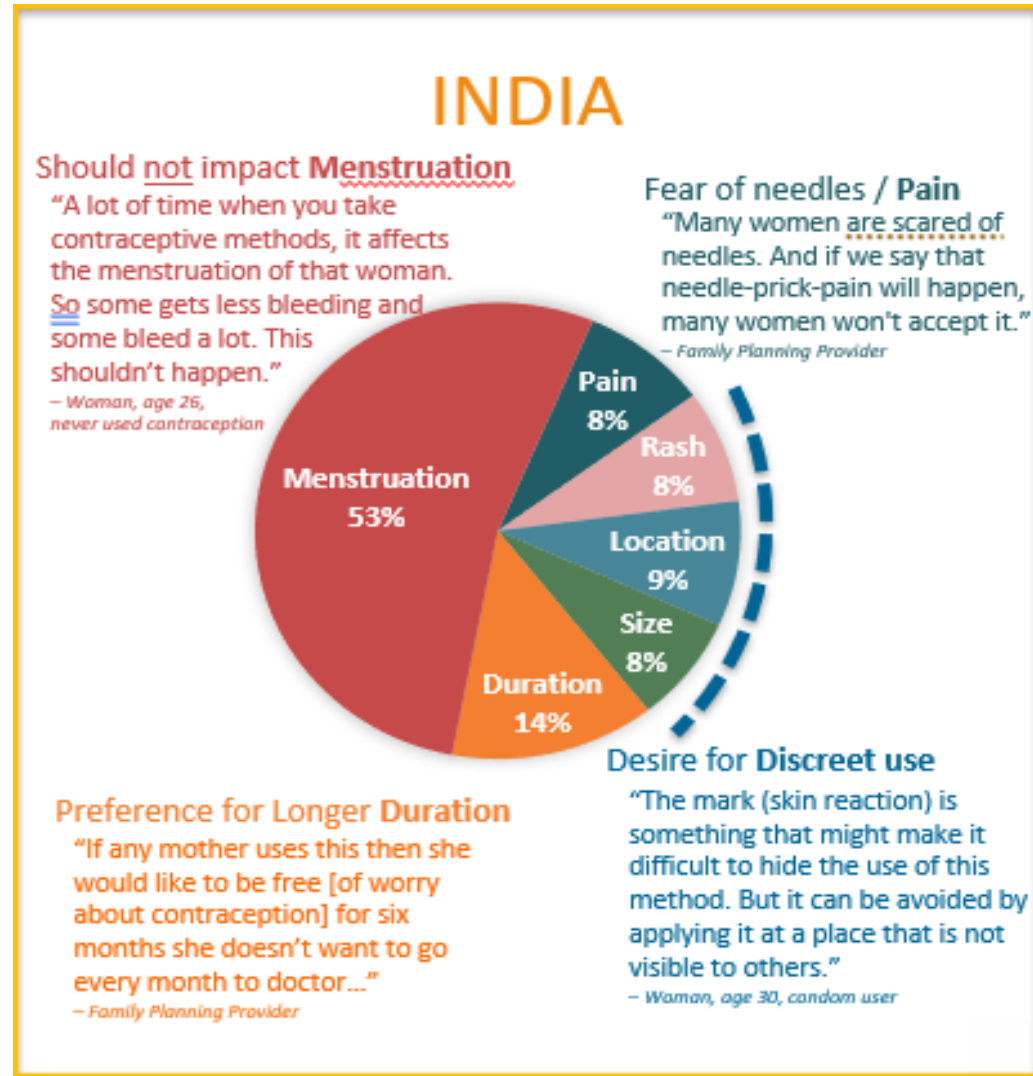 INDIA
Should not impact Menstruation
“A lot of time when you take
contraceptive methods, it affects
the menstruation of that woman.
So some gets less bleeding and
some bleed a lot. This
shouldn’t happen.”
– Woman, age 26,
never used contraception
Fear of needles / Pain
“Many women are scared of
needles. And if we say that
needle-prick-pain will happen,
many women won't accept it.”
– Family Planning Provider
Pain
8%
Rash
8%
Menstruation
53%
Location
9%
Size
8%
Duration
14%
Desire for Discreet use
“The mark (skin reaction) is
something that might make it
difficult to hide the use of this
method. But it can be avoided by
applying it at a place that is not
visible to others.”
– Woman, age 30, condom user
Preference for Longer Duration
“If any mother uses this then she
would like to be free [of worry
about contraception] for six
months she doesn’t want to go
every month to doctor...”
– Family Planning Provider